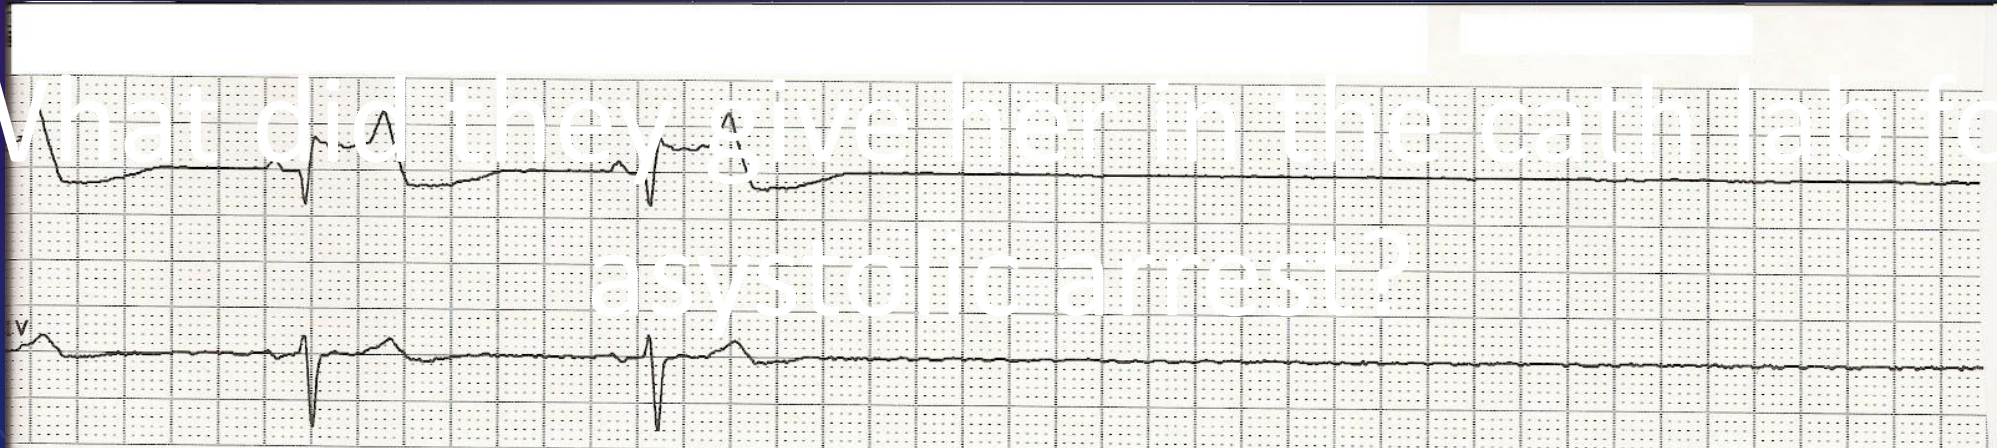 What did they give her in the cath lab fo
asystolic arrest?
V